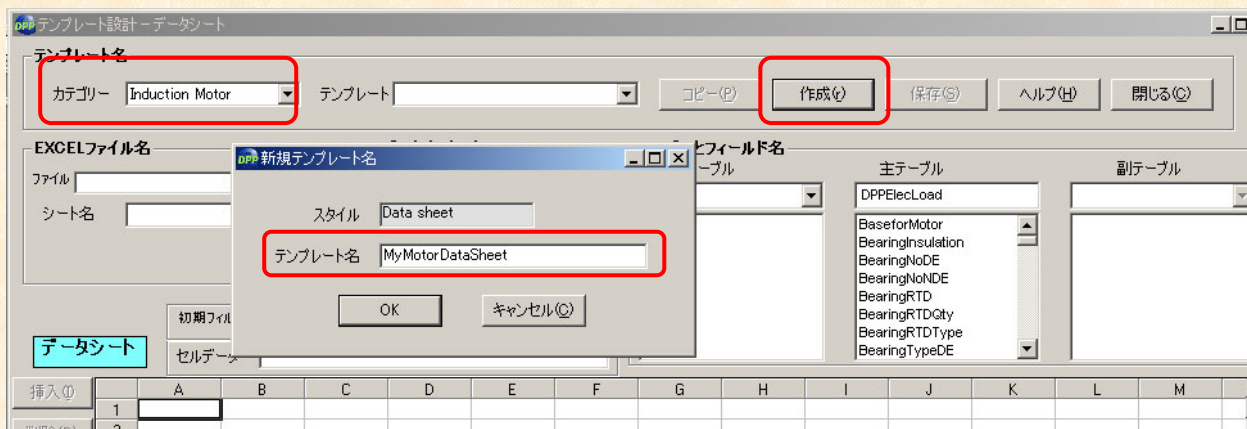 DPP テンプレート設計－データシート
テンプレート名
カテゴリー Induction Motor テンプレート コピー(P) 作成(I) 保存(S) ヘルプ(H) 閉じる(C)
EXCELファイル名
ファイル
シート名
DPP 新規テンプレート名
スタイル Data sheet
テンプレート名 MyMotorDataSheet
OK キャンセル(C)
とフィールド名
ーブル 主テーブル 副テーブル
DPPElecLoad
BaseforMotor
BearingInsulation
BearingNoDE
BearingNoNDE
BearingRTD
BearingRTDQty
BearingRTDType
BearingTypeDE
初期フィル
データシート
セルデータ
挿入(I) A B C D E F G H I J K L M
1
2